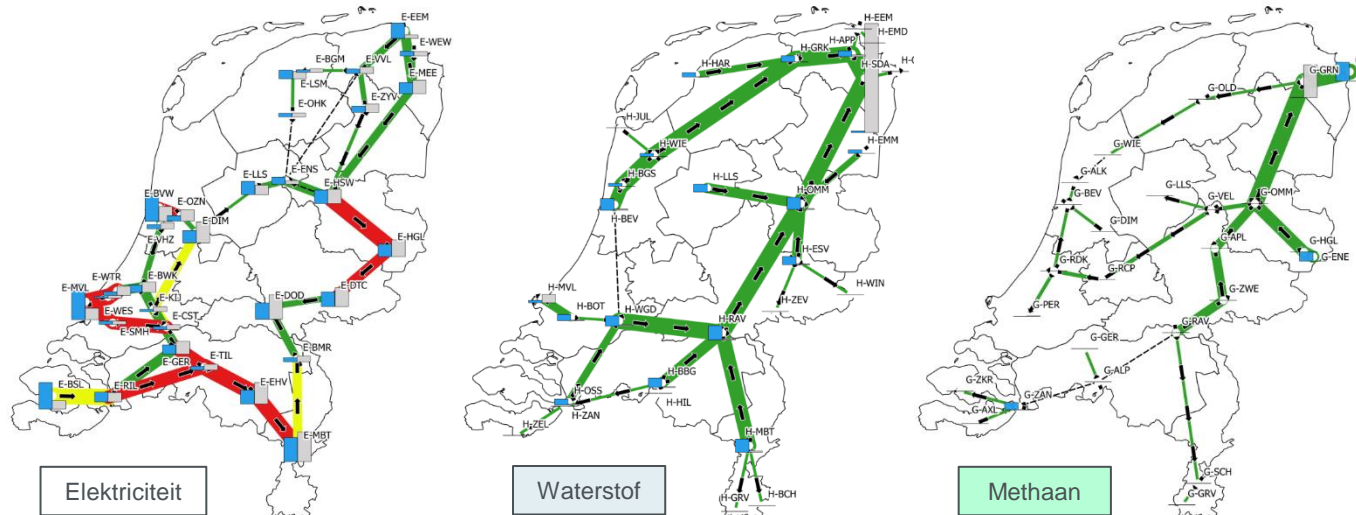 E-EEM
E-WEW
E-BGM
E-VVL
E-LSM
E-MEE
E-OHK
E-ZYV
E-LLS
E-ENS
E-HSW
E-BVW
E-OZN
E-DIM
E-VHZ
E-HGL
E-WTR
E-BWK
E-MVL
E-DTC
E-KIJ
E-WES
E-CST
E-DOD
E-SMH
E-GER
E-TIL
E-BMR
E-BSL
E-RIL
E-EHV
E-MBT
Elektriciteit
H-EEM
H-EMD
H-APP
H-GRK
H-HAR
H-SDA
H-JUL
H-EMM
H-WIE
H-BGS
H-LLS
H-OMM
H-BEV
H-ESV
H-MVL
H-WIN
H-ZEV
H-BOT
H-WGD
H-RAV
H-BBG
H-OSS
H-HIL
H-ZAN
H-ZEL
H-MBT
H-GRV
H-BCH
Waterstof
G-GRN
G-OLD
G-WIE
G-ALK
G-BEV
G-LLS
G-VEL
G-OMM
G-DIM
G-APL
G-HGL
G-ENE
G-RDK
G-RCP
G-ZWE
G-PER
G-RAV
G-GER
G-ALP
G-ZKR
G-ZAN
G-AXL
G-SCH
G-GRV
Methaan